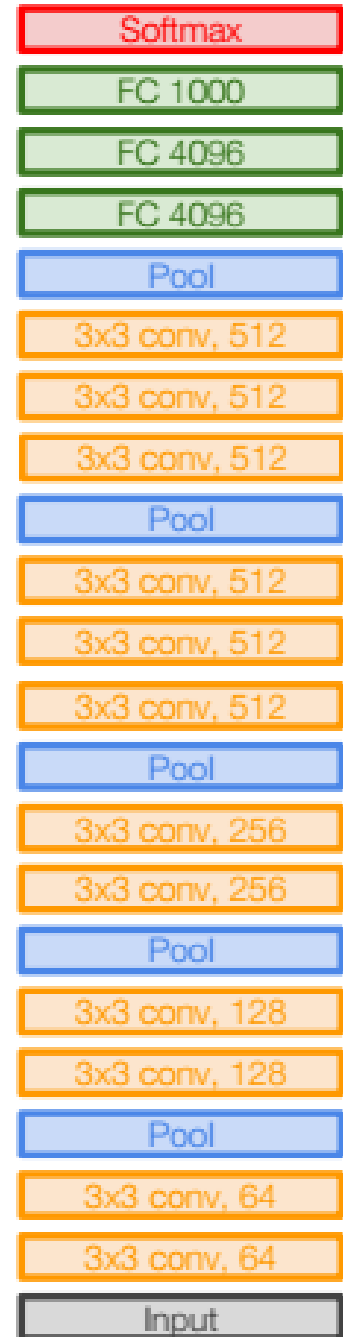 Softmax
FC 1000
FC 4096
FC 4096
Pool
3x3 conv, 512
3x3 conv, 512
3x3 conv, 512
Pool
3x3 conv, 512
3x3 conv, 512
3x3 conv, 512
Pool
3x3 conv, 256
3x3 conv, 256
Pool
3x3 conv, 128
3x3 conv, 128
Pool
3x3 conv, 64
3x3 conv, 64
Input